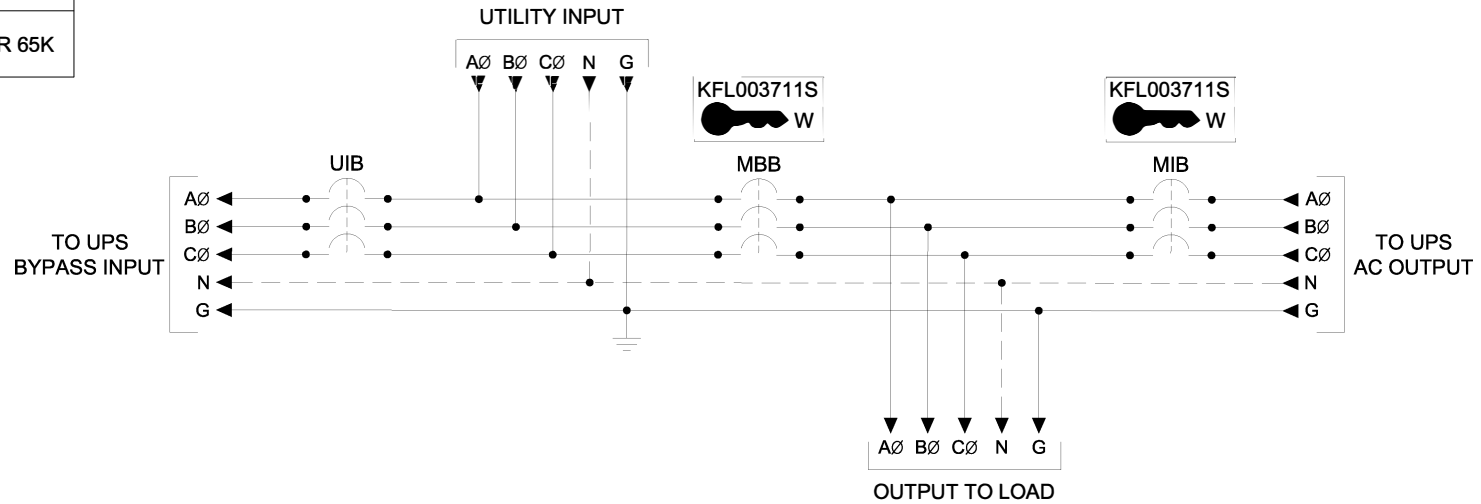 R 65K
UTILITY INPUT
AØ BØ CØ N G
KFL003711S
W
KFL003711S
W
UIB
MBB
MIB
TO UPS
BYPASS INPUT
AØ
BØ
CØ
N
G
AØ
BØ
CØ
N
G
TO UPS
AC OUTPUT
AØ BØ CØ N G
OUTPUT TO LOAD